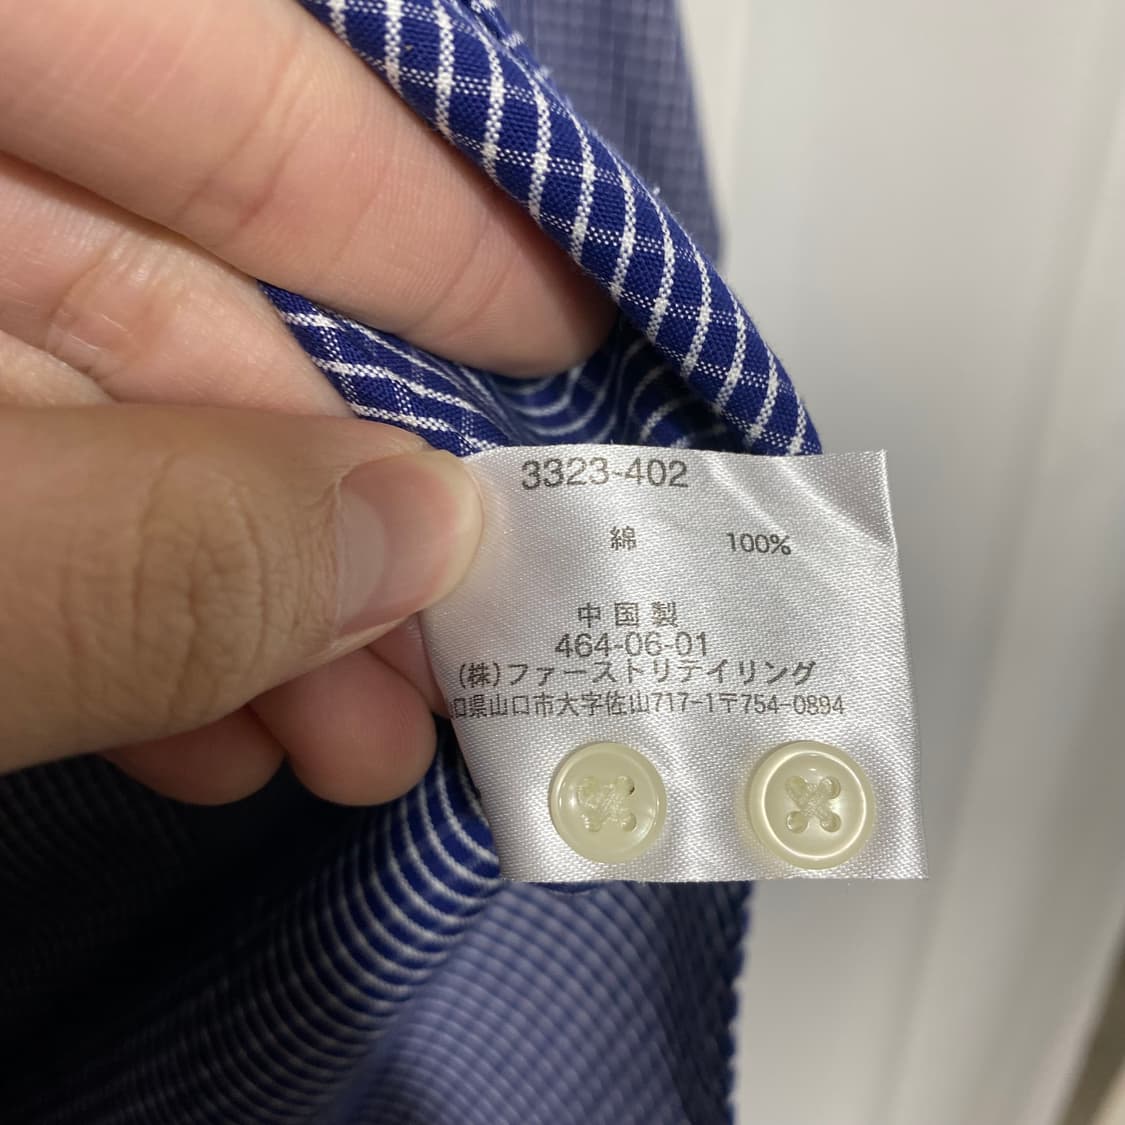 3323-402
綿 100%
中国製
464-06-01
(株)ファーストリテイリング
口県山口市大字佐山717-1〒754-0894